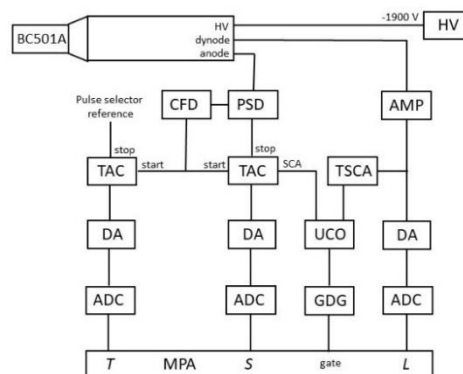 HV
-1900 V
HV
BC501A
dynode
anode
Pulse selector
reference
CFD
PSD
AMP
stop
stop
TAC
start
start
TAC
SCA
TSCA
DA
DA
UCO
DA
ADC
ADC
GDG
ADC
T
MPA
S
gate
L